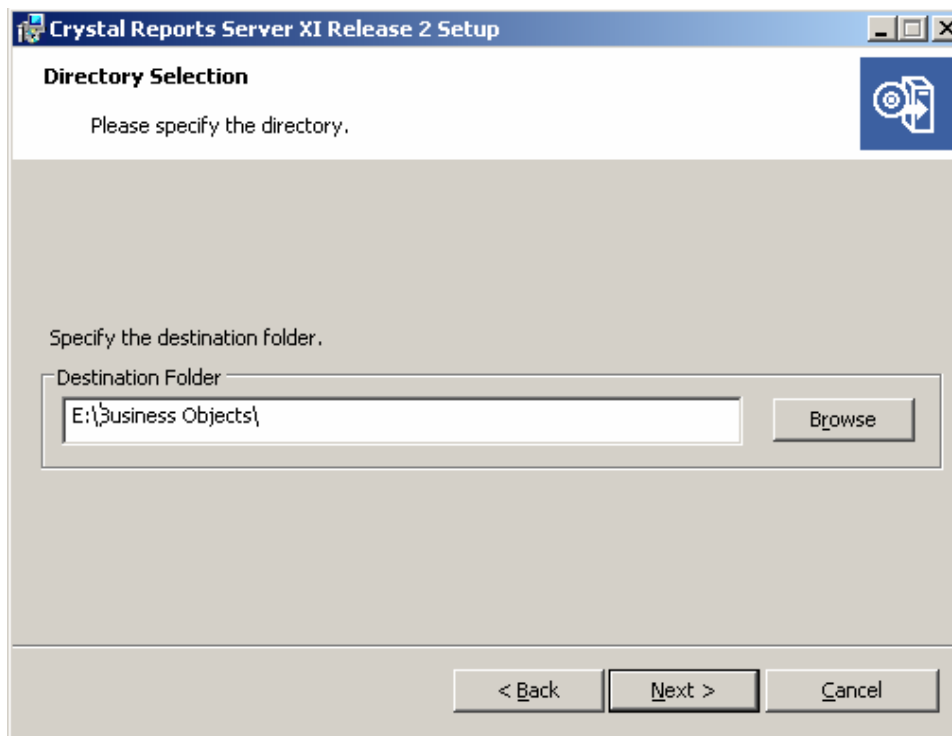 Crystal Reports Server XI Release 2 Setup
Directory Selection
Please specify the directory.
Specify the destination folder.
Destination Folder
E:\Business Objects\
Browse
< Back
Next >
Cancel